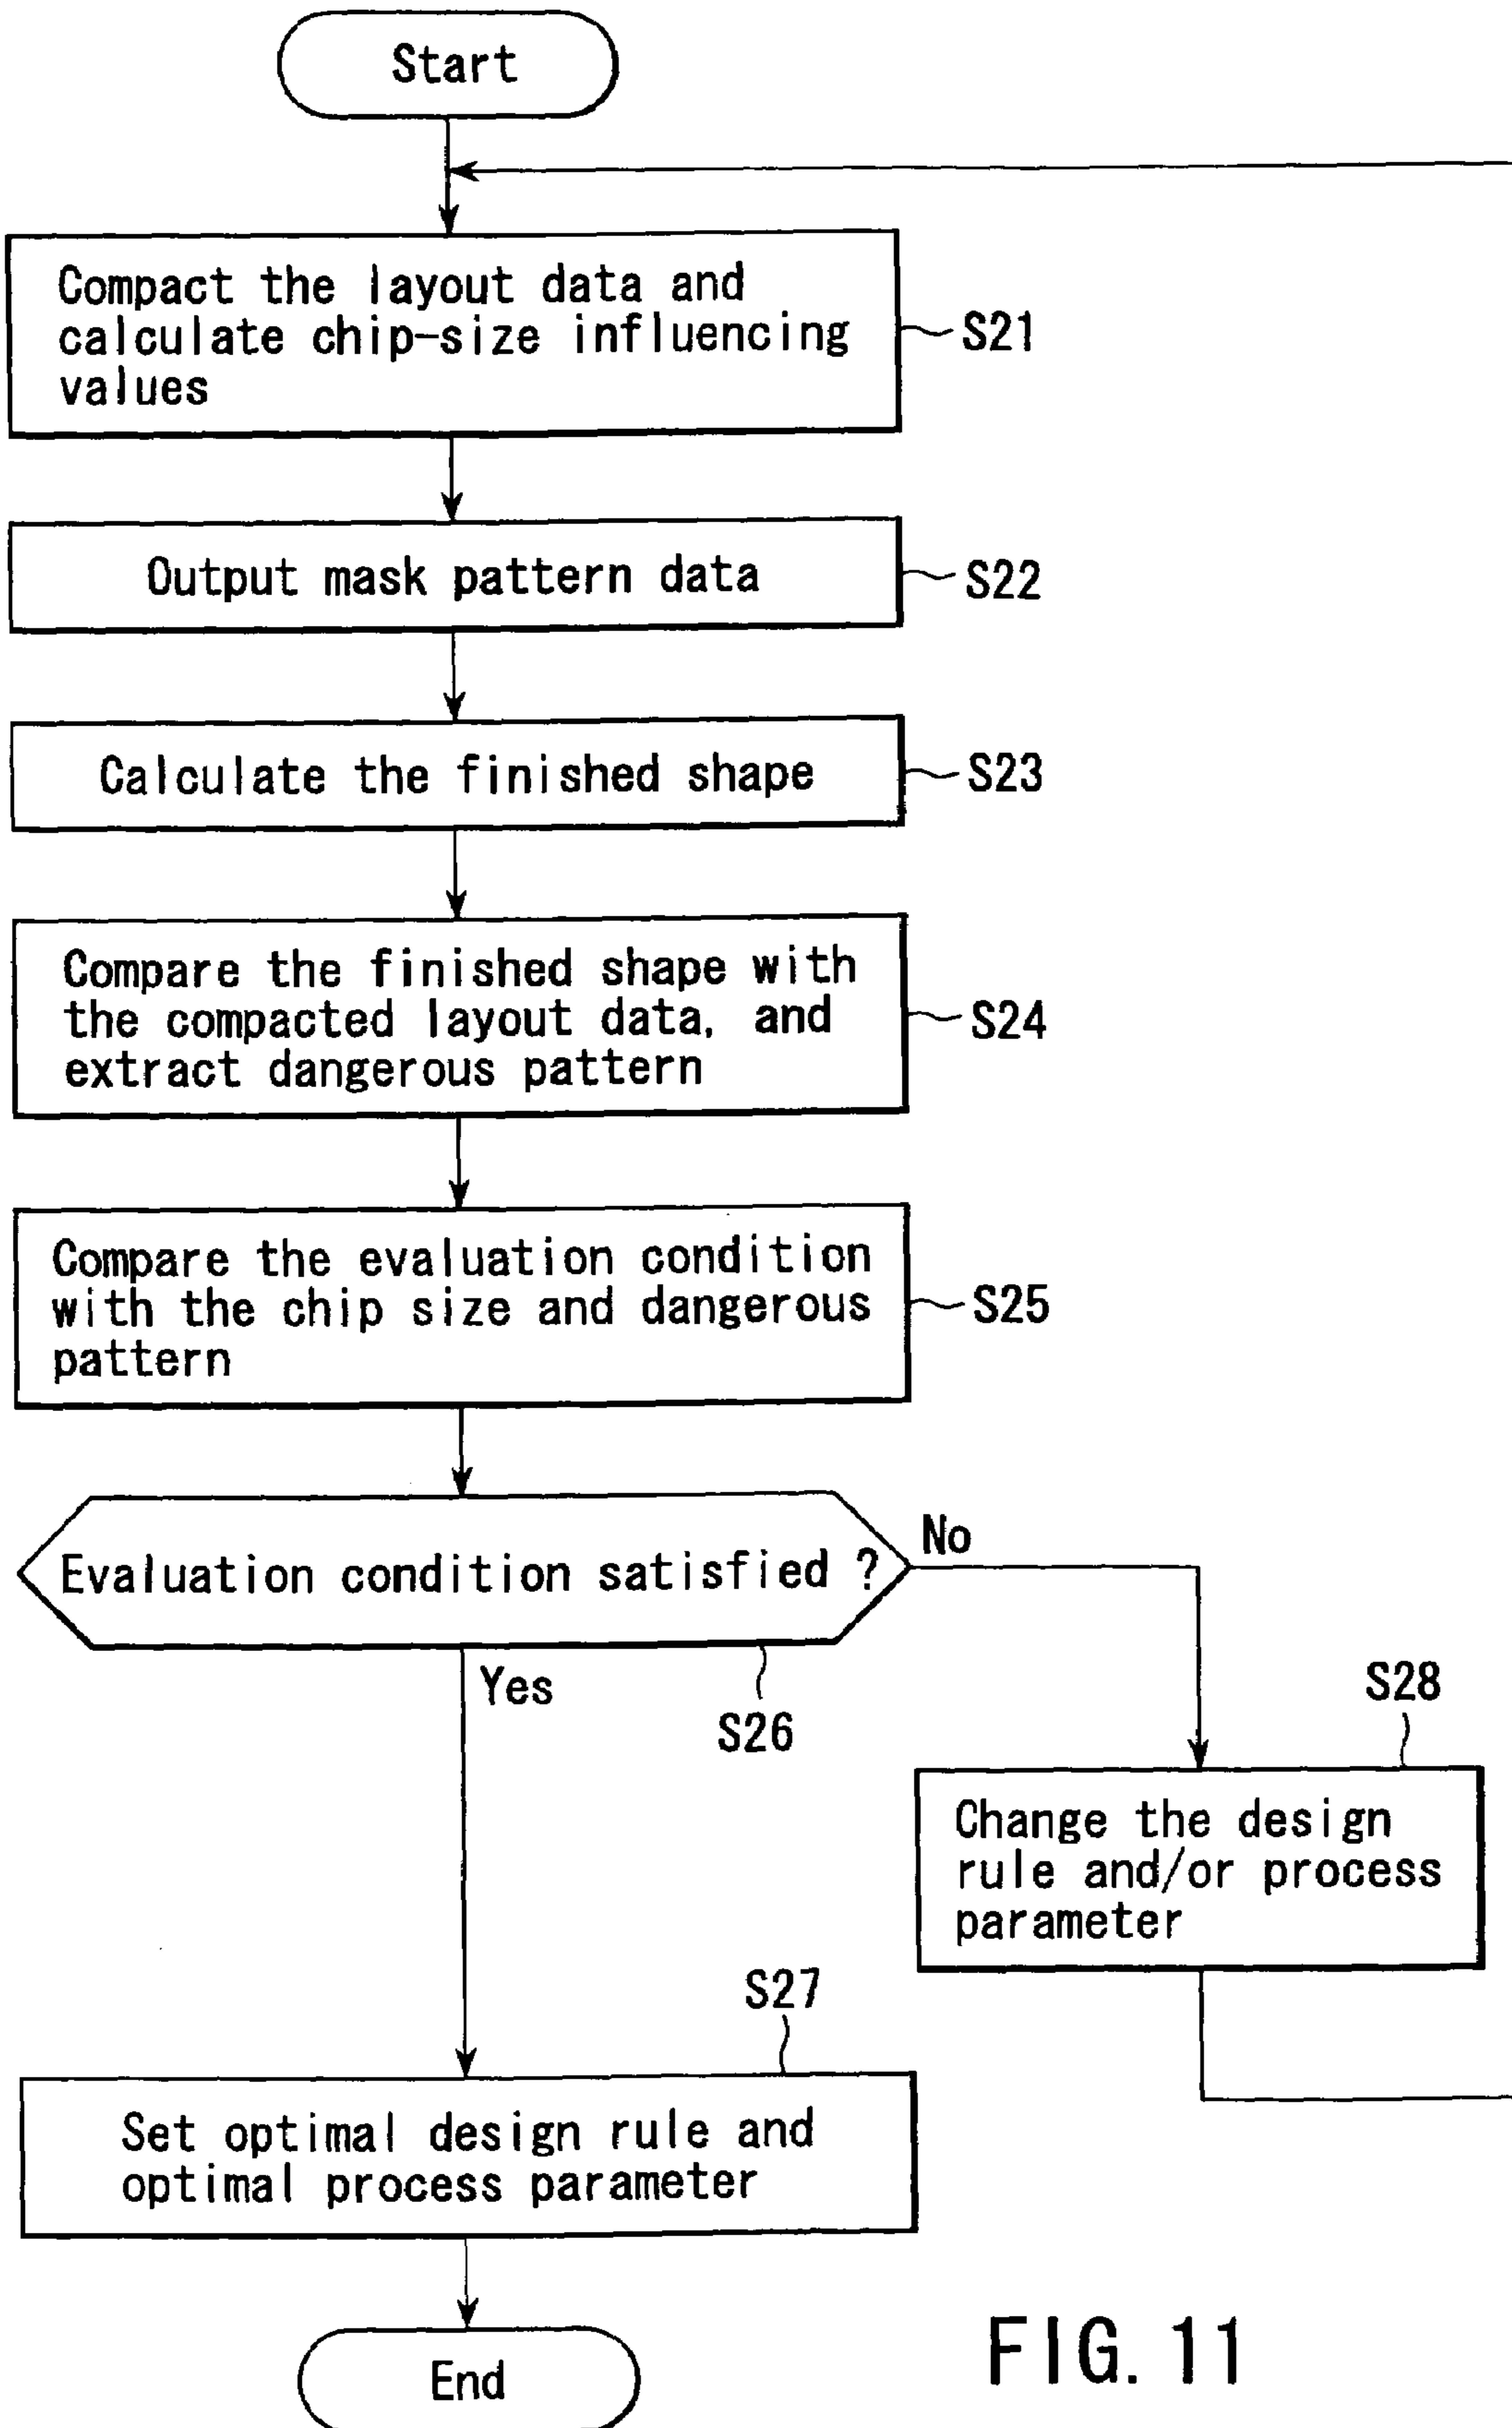 Start
Compact the layout data and
calculate chip-size influencing
values
S21
Output mask pattern data
S22
Calculate the finished shape
S23
Compare the finished shape with
the compacted layout data, and
extract dangerous pattern
S24
Compare the evaluation condition
with the chip size and dangerous
pattern
S25
Evaluation condition satisfied ?
No
Yes
S26
S28
Change the design
rule and/or process
parameter
S27
Set optimal design rule and
optimal process parameter
End
FIG. 11